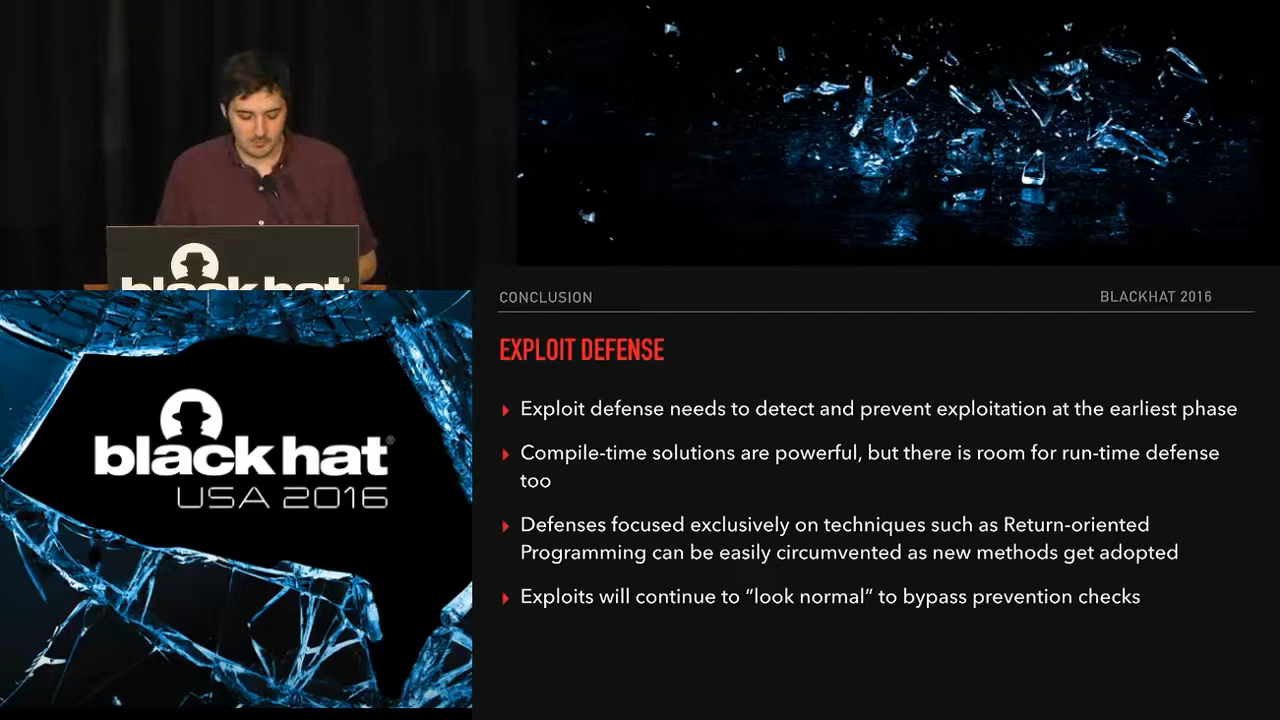 black hat®
black hat®
USA 2016
CONCLUSION
BLACKHAT 2016
EXPLOIT DEFENSE
Exploit defense needs to detect and prevent exploitation at the earliest phase
Compile-time solutions are powerful, but there is room for run-time defense
too
Defenses focused exclusively on techniques such as Return-oriented
Programming can be easily circumvented as new methods get adopted
Exploits will continue to “look normal” to bypass prevention checks